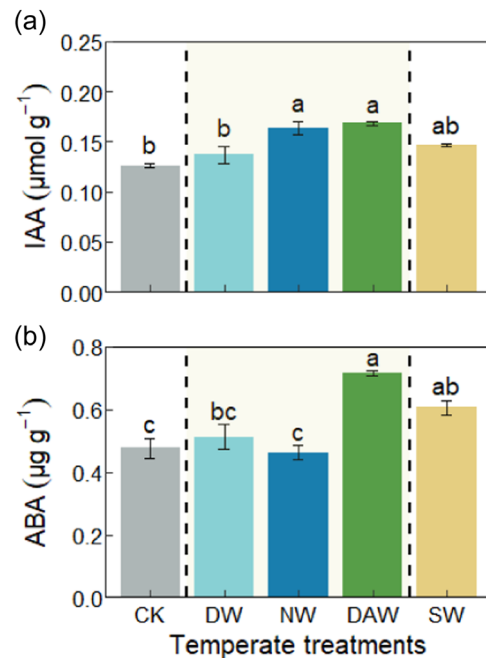 (a)
0.25
0.20
0.15
0.10
0.05
0.00
IAA (μmol g⁻¹)
b
b
a
a
ab
(b)
0.8
0.6
0.4
0.2
0.0
ABA (μg g⁻¹)
c
bc
c
a
ab
CK DW NW DAW SW
Temperate treatments